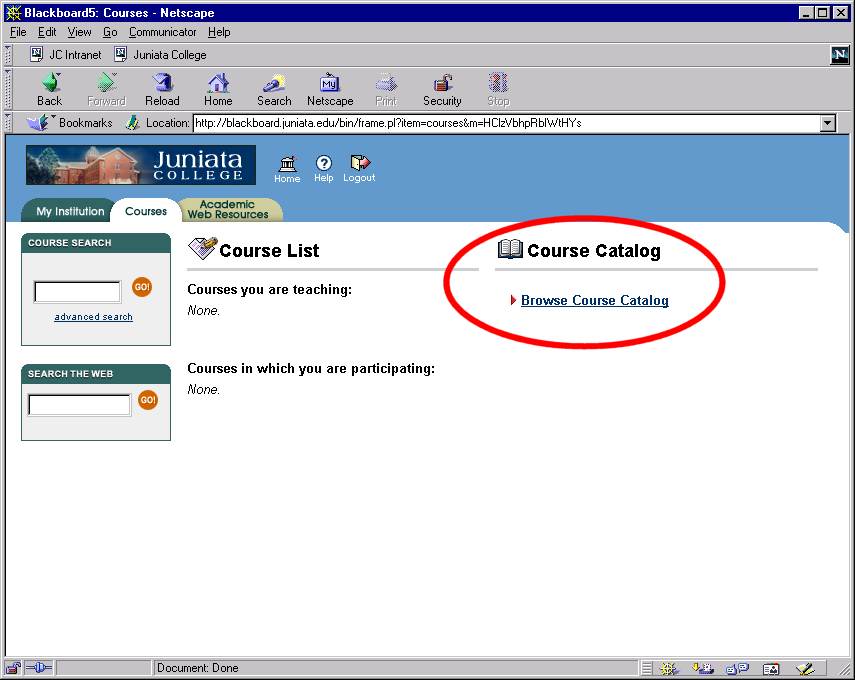 Blackboard5: Courses - Netscape
File Edit View Go Communicator Help
JC Intranet Juniata College
Back Forward Reload Home Search My Netscape Print Security Stop
N
Bookmarks Location: http://blackboard.juniata.edu/bin/frame.pl?item=courses&m=HClzVbhpRblWtHYs
Juniata
COLLEGE
Home Help Logout
My Institution Courses Academic
Web Resources
COURSE SEARCH
GO!
advanced search
SEARCH THE WEB
GO!
Course List
Courses you are teaching:
None.
Courses in which you are participating:
None.
Course Catalog
Browse Course Catalog
Document: Done